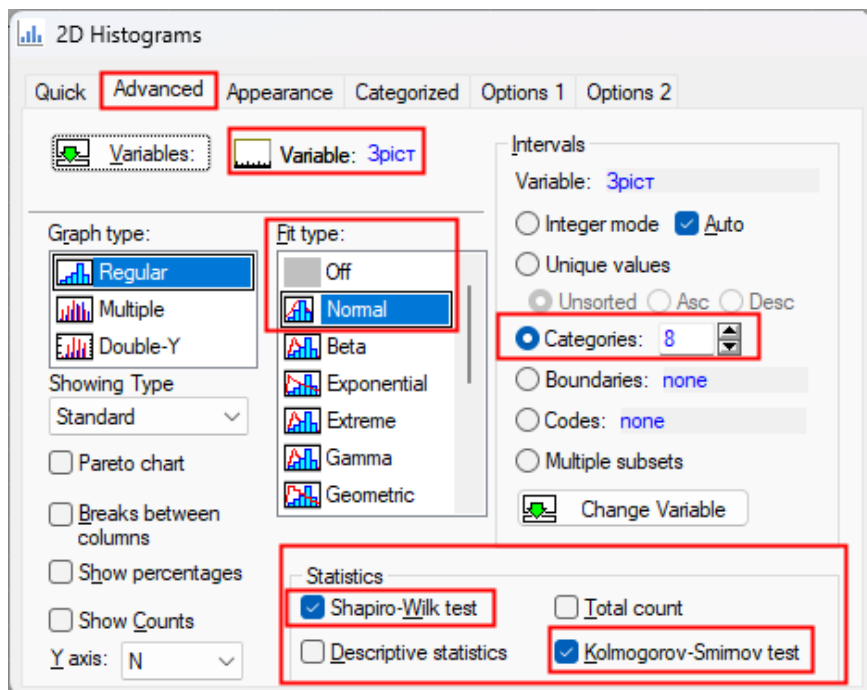 2D Histograms
Quick Advanced Appearance Categorized Options 1 Options 2
Variables: Variable: Зріст
Graph type:
Regular
Multiple
Double-Y
Showing Type
Standard
Pareto chart
Breaks between
columns
Show percentages
Show Counts
Y axis: N
Fit type:
Off
Normal
Beta
Exponential
Extreme
Gamma
Geometric
Intervals
Variable: Зріст
Integer mode Auto
Unique values
Unsorted Asc Desc
Categories: 8
Boundaries: none
Codes: none
Multiple subsets
Change Variable
Statistics
Shapiro-Wilk test Total count
Descriptive statistics Kolmogorov-Smirnov test